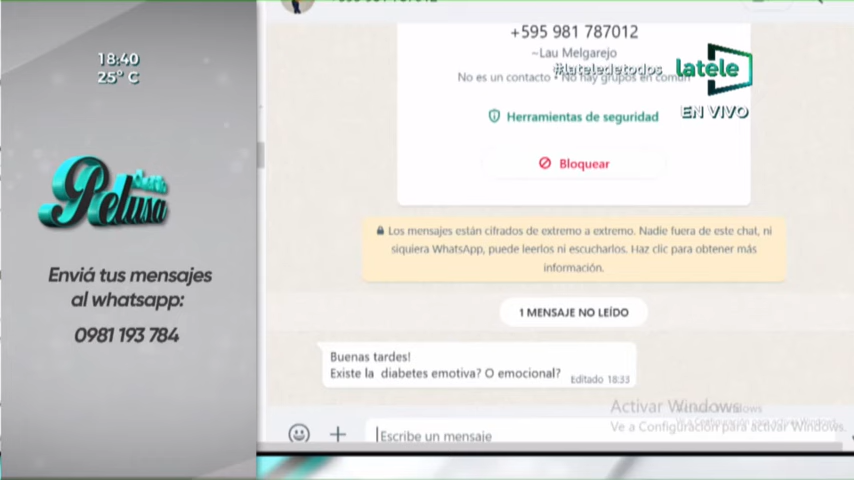 18:40
25° C
Pelusa
Enviá tus mensajes
al whatsapp:
0981 193 784
+595 981 787012
~Lau Melgarejo
No es un contacto • No hay grupos en común
#lateledetodos
latele
EN VIVO
Herramientas de seguridad
Bloquear
Los mensajes están cifrados de extremo a extremo. Nadie fuera de este chat, ni
siquiera WhatsApp, puede leerlos ni escucharlos. Haz clic para obtener más
información.
1 MENSAJE NO LEÍDO
Buenas tardes!
Existe la diabetes emotiva? O emocional?
Editado 18:33
Activar Windows
Ve a Configuración para activar Windows.
Escribe un mensaje